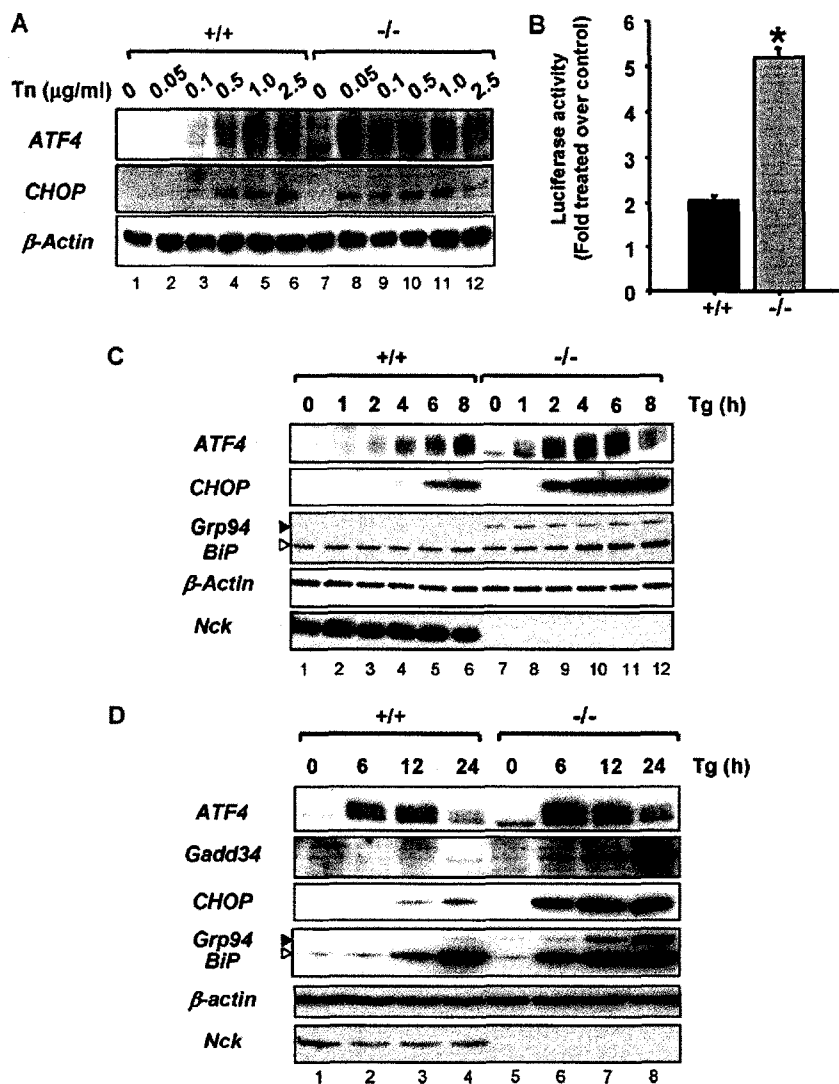 A
+/+ -/-
Tn (μg/ml) 0 0.05 0.1 0.5 1.0 2.5 0 0.05 0.1 0.5 1.0 2.5
ATF4
CHOP
β-Actin
1 2 3 4 5 6 7 8 9 10 11 12
B
Luciferase activity
(Fold treated over control)
6
5
4
3
2
1
0
*
+/+ -/-
C
+/+ -/-
0 1 2 4 6 8 0 1 2 4 6 8 Tg (h)
ATF4
CHOP
Grp94
BiP
β-Actin
Nck
1 2 3 4 5 6 7 8 9 10 11 12
D
+/+ -/-
0 6 12 24 0 6 12 24 Tg (h)
ATF4
Gadd34
CHOP
Grp94
BiP
β-actin
Nck
1 2 3 4 5 6 7 8